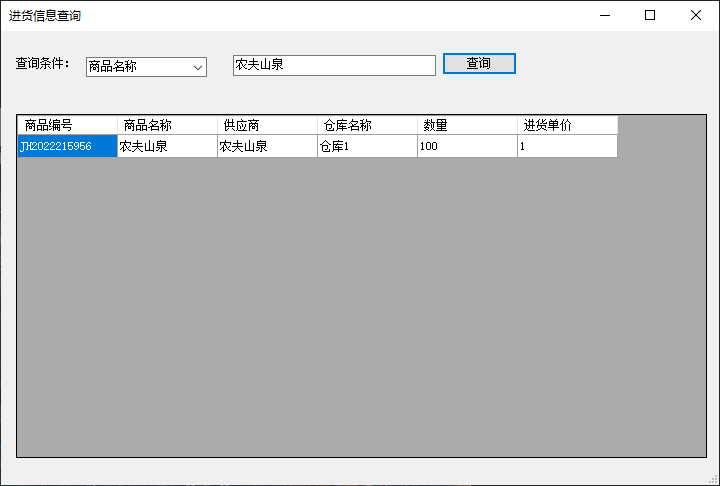 进货信息查询
查询条件： 商品名称 农夫山泉 查询
商品编号 商品名称 供应商 仓库名称 数量 进货单价
JH2022215956 农夫山泉 农夫山泉 仓库1 100 1